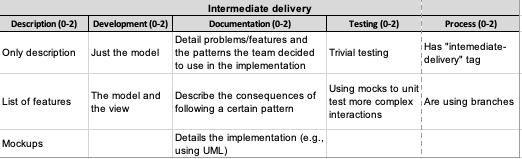 Intermediate delivery
Description (0-2) Development (0-2) Documentation (0-2) Testing (0-2) Process (0-2)
Only description
Just the model
Detail problems/features and
the patterns the team decided
to use in the implementation
Trivial testing
Has "intemediate-
delivery" tag
List of features
The model and
the view
Describe the consequences of
following a certain pattern
Using mocks to unit
test more complex
interactions
Are using branches
Mockups
Details the implementation (e.g.,
using UML)